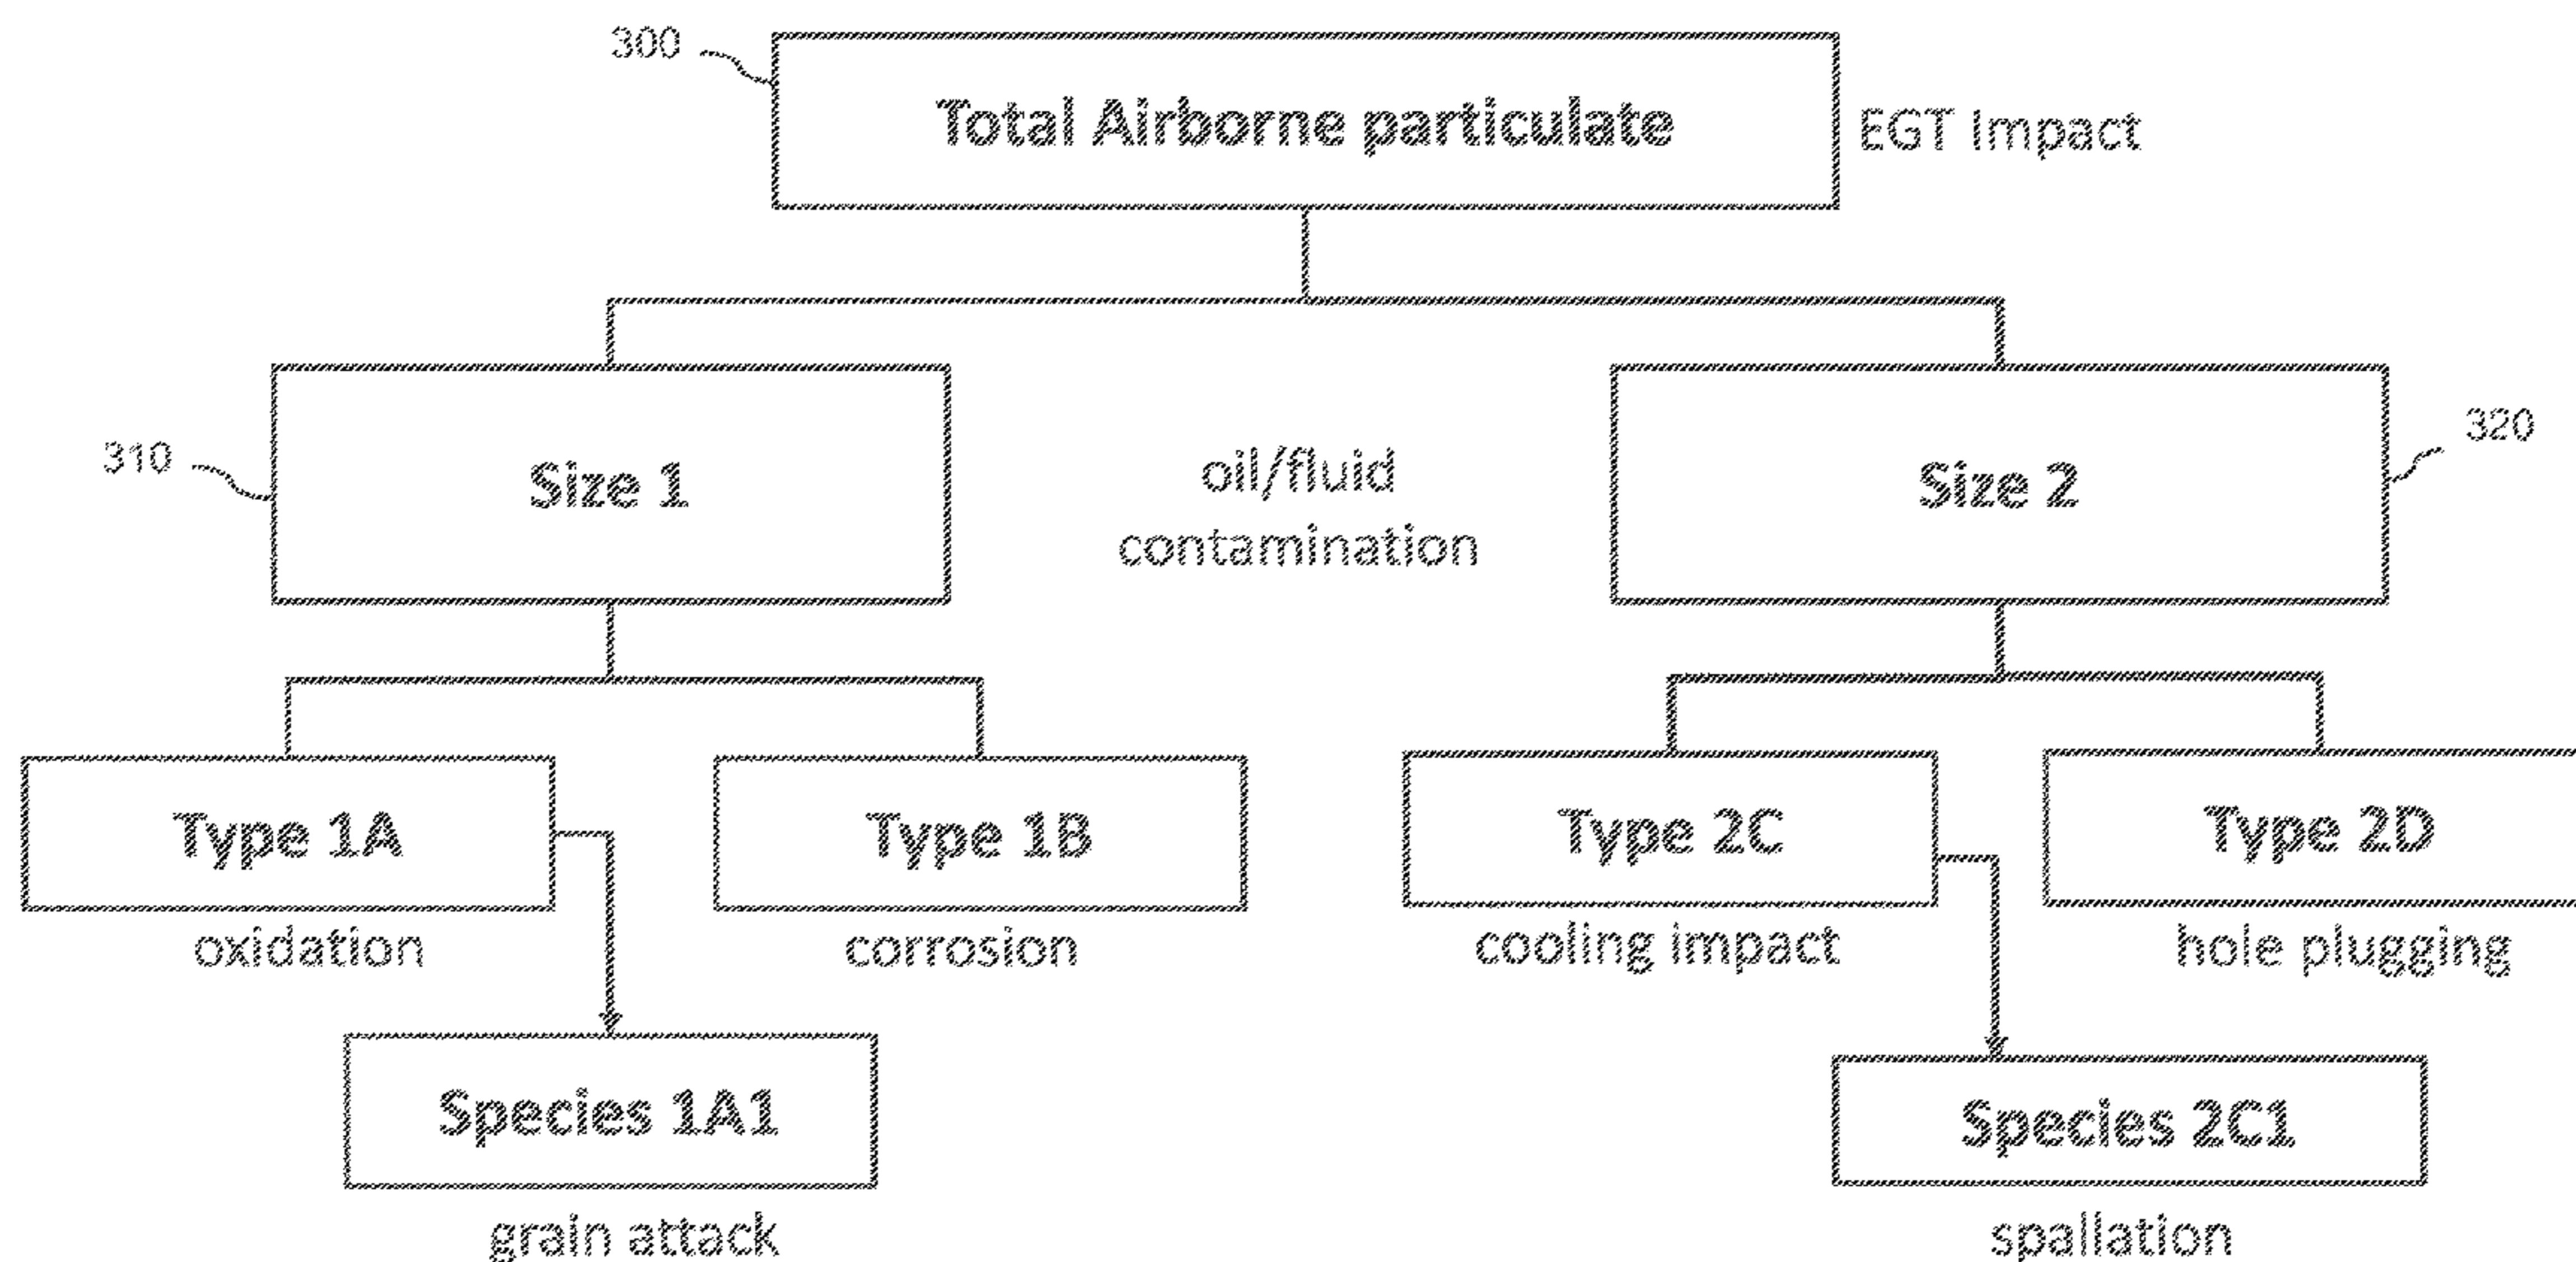 300
Total Airborne particulate
EGT Impact
310
Size 1
oil/fluid
contamination
Size 2
320
Type 1A
Type 1B
Type 2C
Type 2D
oxidation
corrosion
cooling impact
hole plugging
Species 1A1
Species 2C1
grain attack
spallation